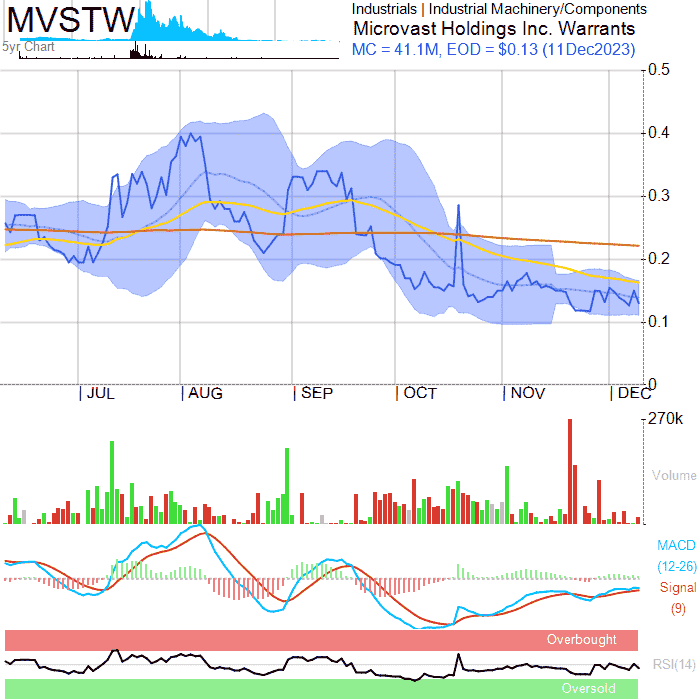 MVSTW
Industrials | Industrial Machinery/Components
Microvast Holdings Inc. Warrants
5yr Chart
MC = 41.1M, EOD = $0.13 (11Dec2023)
0.5
0.4
0.3
0.2
0.1
0
| JUL | AUG | SEP | OCT | NOV | DEC
270k
Volume
MACD
(12-26)
Signal
(9)
Overbought
RSI(14)
Oversold